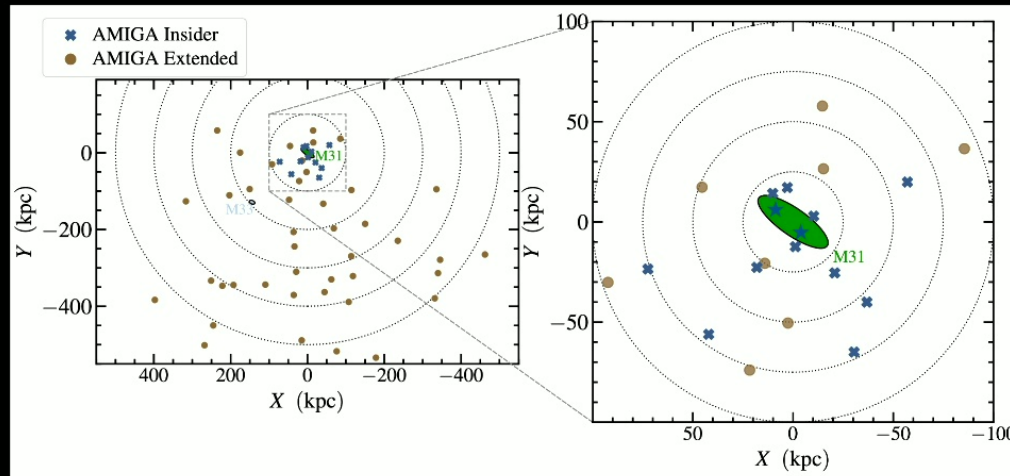 AMIGA Insider
AMIGA Extended
0
−200
−400
Y (kpc)
400 200 0 −200 −400
X (kpc)
M31
M33
100
50
0
−50
Y (kpc)
50 0 −50 −100
X (kpc)
M31